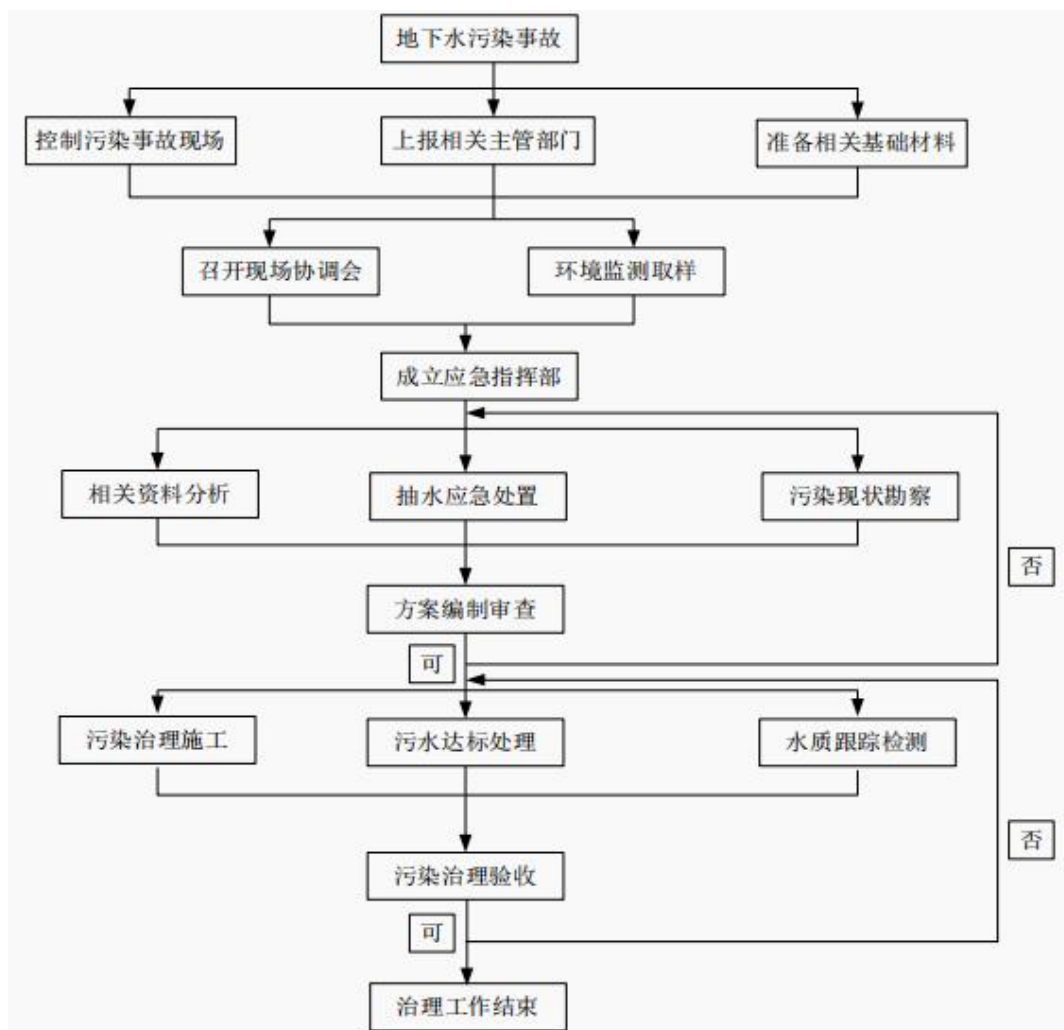 地下水污染事故
控制污染事故现场
上报相关主管部门
准备相关基础材料
召开现场协调会
环境监测取样
成立应急指挥部
相关资料分析
抽水应急处置
污染现状勘察
否
方案编制审查
可
污染治理施工
污水达标处理
水质跟踪检测
否
污染治理验收
可
治理工作结束